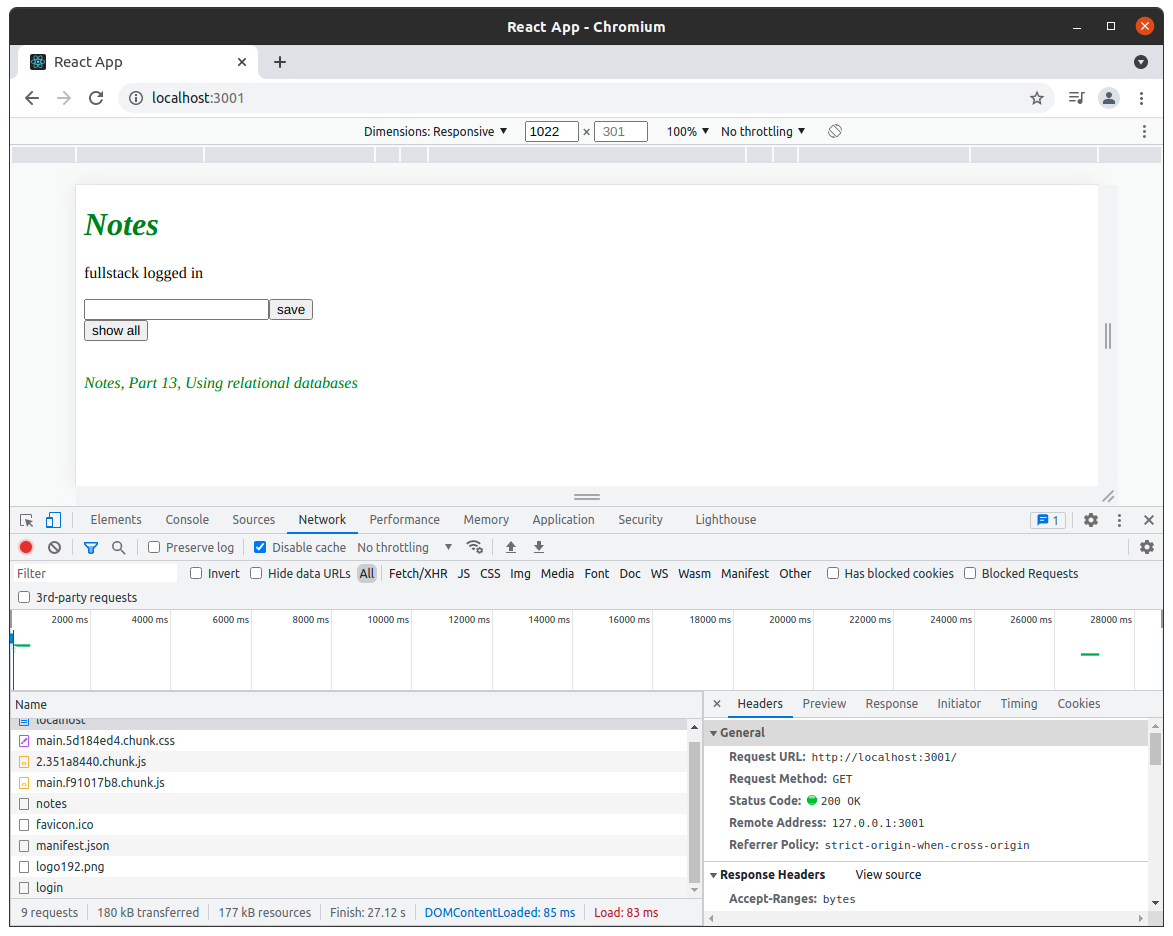 React App - Chromium
React App
localhost:3001
Dimensions: Responsive ▼ 1022 × 301 100% ▼ No throttling ▼
Notes
fullstack logged in
save
show all
Notes, Part 13, Using relational databases
Elements Console Sources Network Performance Memory Application Security Lighthouse 1
Preserve log Disable cache No throttling ▼
Filter Invert Hide data URLs All Fetch/XHR JS CSS Img Media Font Doc WS Wasm Manifest Other Has blocked cookies Blocked Requests
3rd-party requests
2000 ms 4000 ms 6000 ms 8000 ms 10000 ms 12000 ms 14000 ms 16000 ms 18000 ms 20000 ms 22000 ms 24000 ms 26000 ms 28000 ms
Name
localhost
main.5d184ed4.chunk.css
2.351a8440.chunk.js
main.f91017b8.chunk.js
notes
favicon.ico
manifest.json
logo192.png
login
9 requests 180 kB transferred 177 kB resources Finish: 27.12 s DOMContentLoaded: 85 ms Load: 83 ms
Headers Preview Response Initiator Timing Cookies
General
Request URL: http://localhost:3001/
Request Method: GET
Status Code: 200 OK
Remote Address: 127.0.0.1:3001
Referrer Policy: strict-origin-when-cross-origin
Response Headers View source
Accept-Ranges: bytes